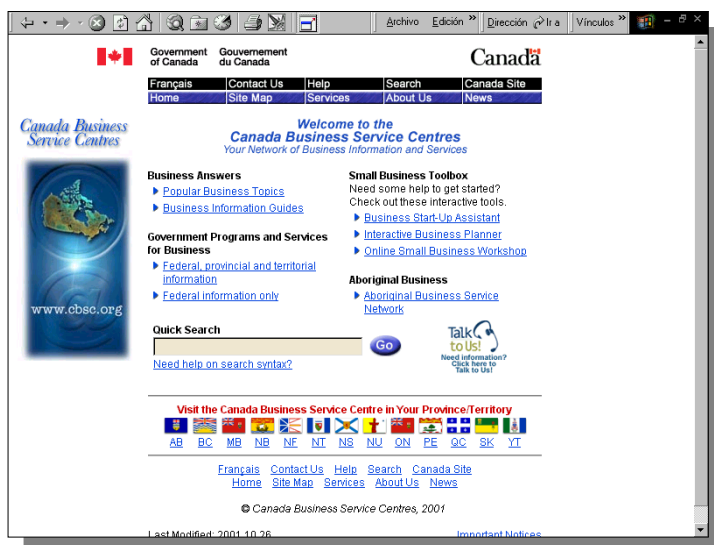 Archivo Edición » Dirección Ir a Vínculos »
Government of Canada Gouvernement du Canada Canada
Français Contact Us Help Search Canada Site
Home Site Map Services About Us News
Canada Business Service Centres
www.cbsc.org
Welcome to the
Canada Business Service Centres
Your Network of Business Information and Services
Business Answers
Popular Business Topics
Business Information Guides
Government Programs and Services
for Business
Federal, provincial and territorial
information
Federal information only
Small Business Toolbox
Need some help to get started?
Check out these interactive tools.
Business Start-Up Assistant
Interactive Business Planner
Online Small Business Workshop
Aboriginal Business
Aboriginal Business Service
Network
Quick Search
Go
Need help on search syntax?
Talk
to Us!
Need information?
Click here to
Talk to Us!
Visit the Canada Business Service Centre in Your Province/Territory
AB BC MB NB NF NT NS NU ON PE QC SK YT
Français Contact Us Help Search Canada Site
Home Site Map Services About Us News
© Canada Business Service Centres, 2001
Last Modified: 2001.10.26 Important Notices